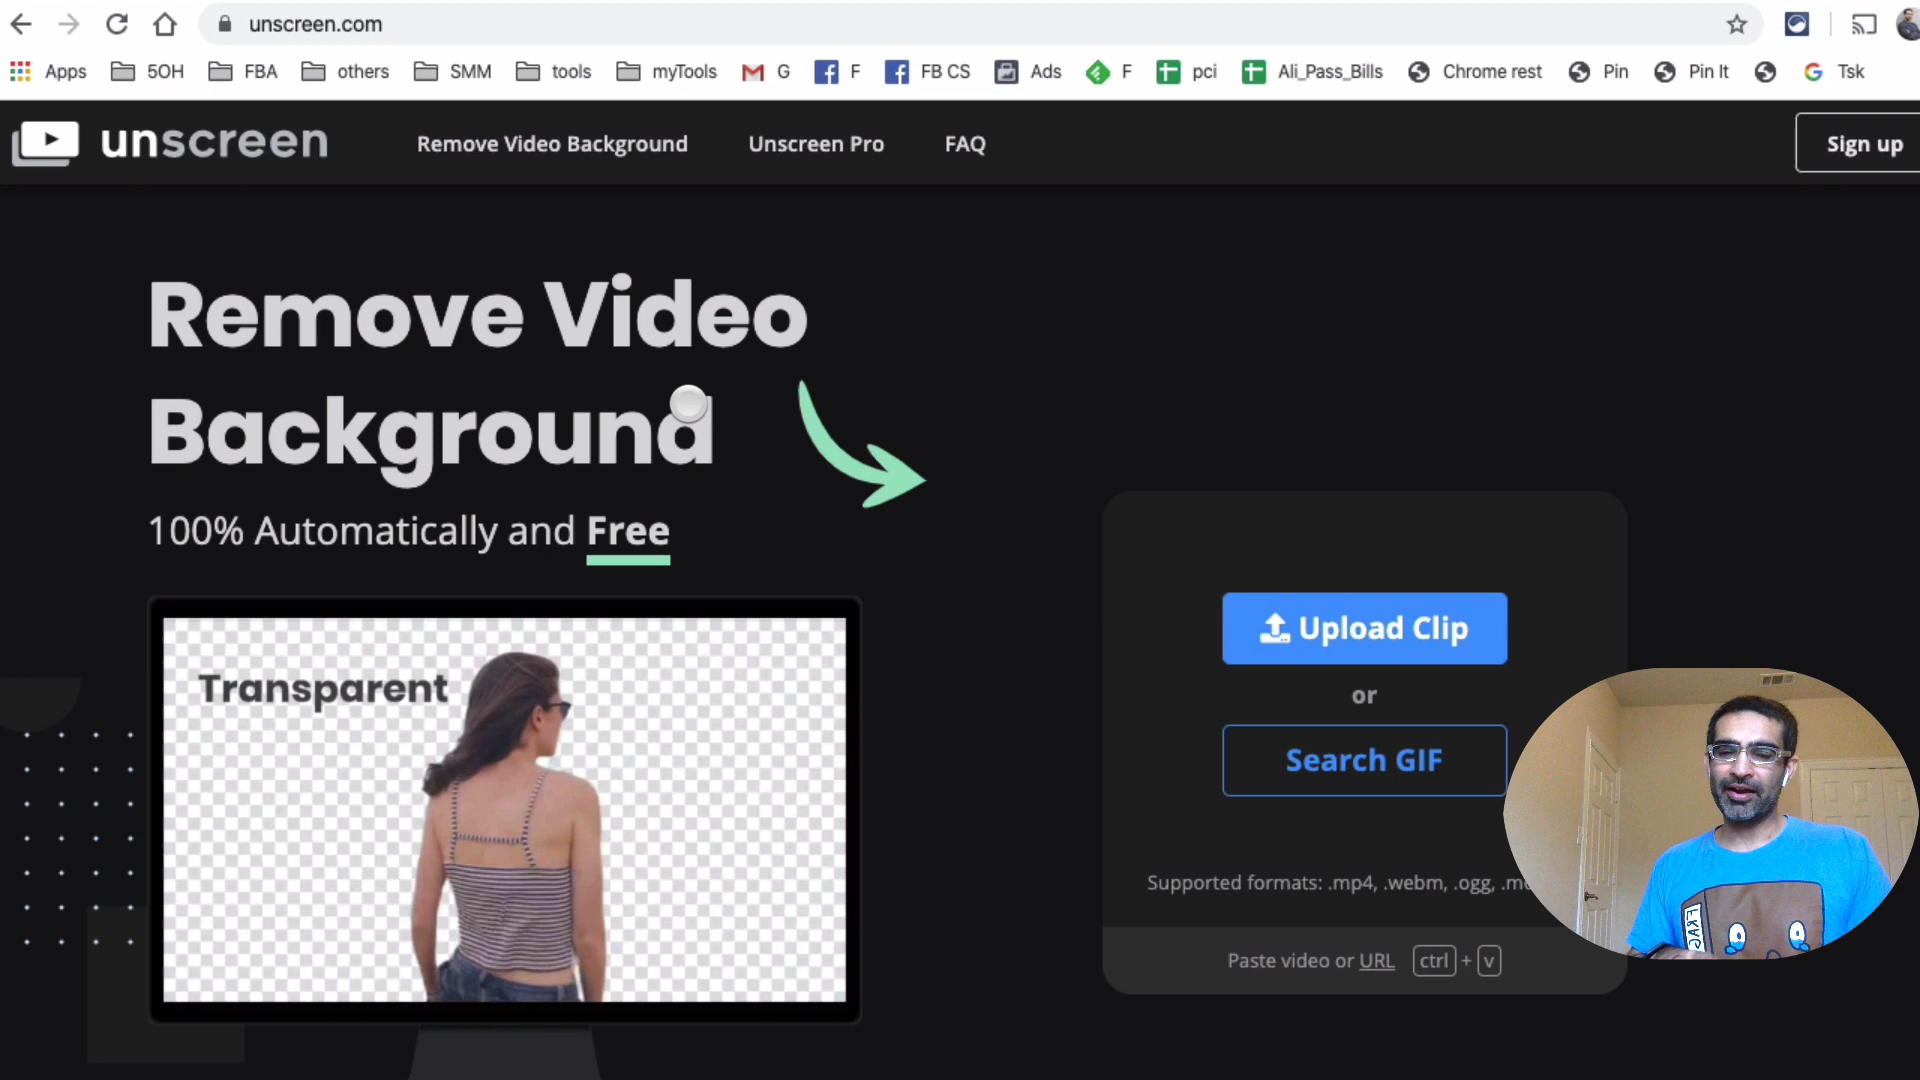 unscreen.com
Apps 5OH FBA others SMM tools myTools G F FB CS Ads F pci Ali_Pass_Bills Chrome rest Pin Pin It Tsk
unscreen Remove Video Background Unscreen Pro FAQ Sign up
Remove Video
Background
100% Automatically and Free
Transparent
Upload Clip
or
Search GIF
Supported formats: .mp4, .webm, .ogg,
Paste video or URL ctrl + v